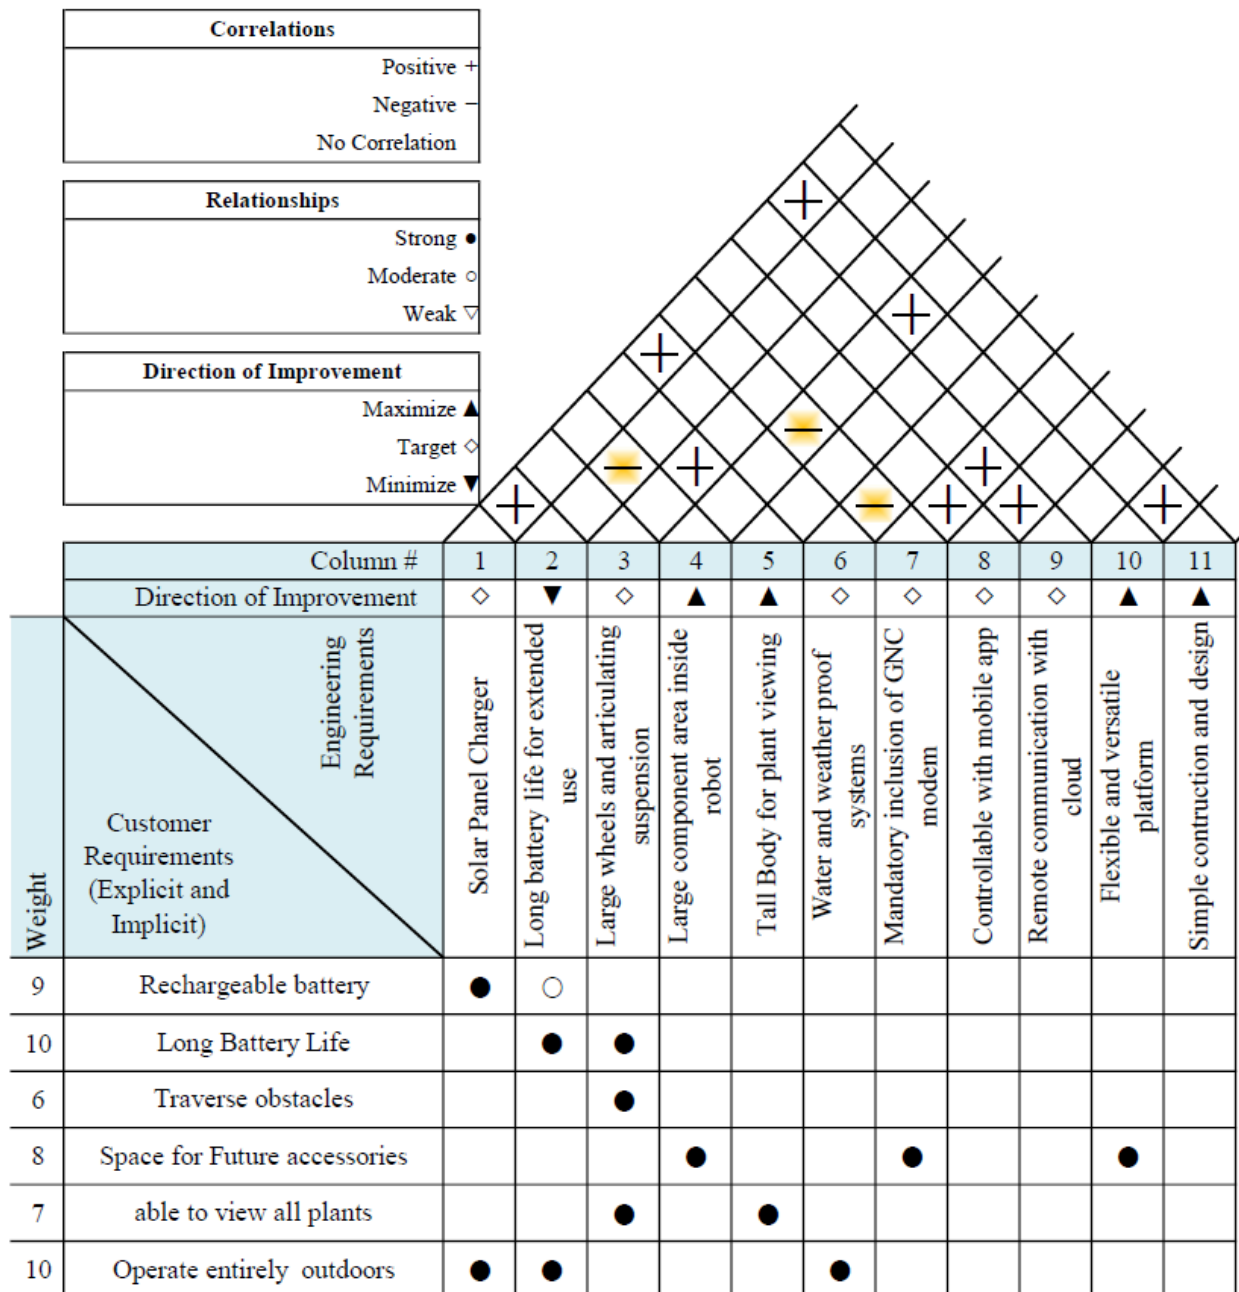 Correlations
Positive +
Negative −
No Correlation
Relationships
Strong ●
Moderate ○
Weak ▽
Direction of Improvement
Maximize ▲
Target ◇
Minimize ▼
Column # 1 2 3 4 5 6 7 8 9 10 11
Direction of Improvement ◇ ▼ ◇ ▲ ▲ ◇ ◇ ◇ ◇ ▲ ▲
Weight
Customer
Requirements
(Explicit and
Implicit)
Engineering
Requirements
Solar Panel Charger
Long battery life for extended
use
Large wheels and articulating
suspension
Large component area inside
robot
Tall Body for plant viewing
Water and weather proof
systems
Mandatory inclusion of GNC
modem
Controllable with mobile app
Remote communication with
cloud
Flexible and versatile
platform
Simple contruction and design
9 Rechargeable battery ● ○
10 Long Battery Life ● ●
6 Traverse obstacles ●
8 Space for Future accessories ● ● ●
7 able to view all plants ● ●
10 Operate entirely outdoors ● ● ●